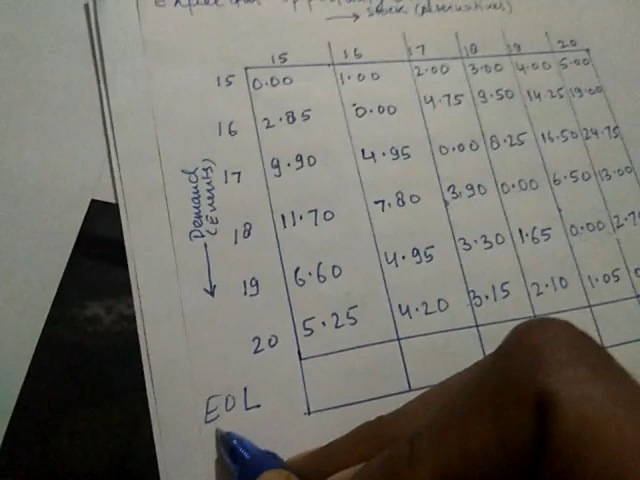 → Stock (Alternatives)
15 16 17 18 19 20
15 0.00 1.00 2.00 3.00 4.00 5.00
16 2.85 0.00 4.75 9.50 14.25 19.00
17 9.90 4.95 0.00 8.25 16.50 24.75
18 11.70 7.80 3.90 0.00 6.50 13.00
19 6.60 4.95 3.30 1.65 0.00
20 5.25 4.20 3.15 2.10 1.05
Demand
(Events)
EOL